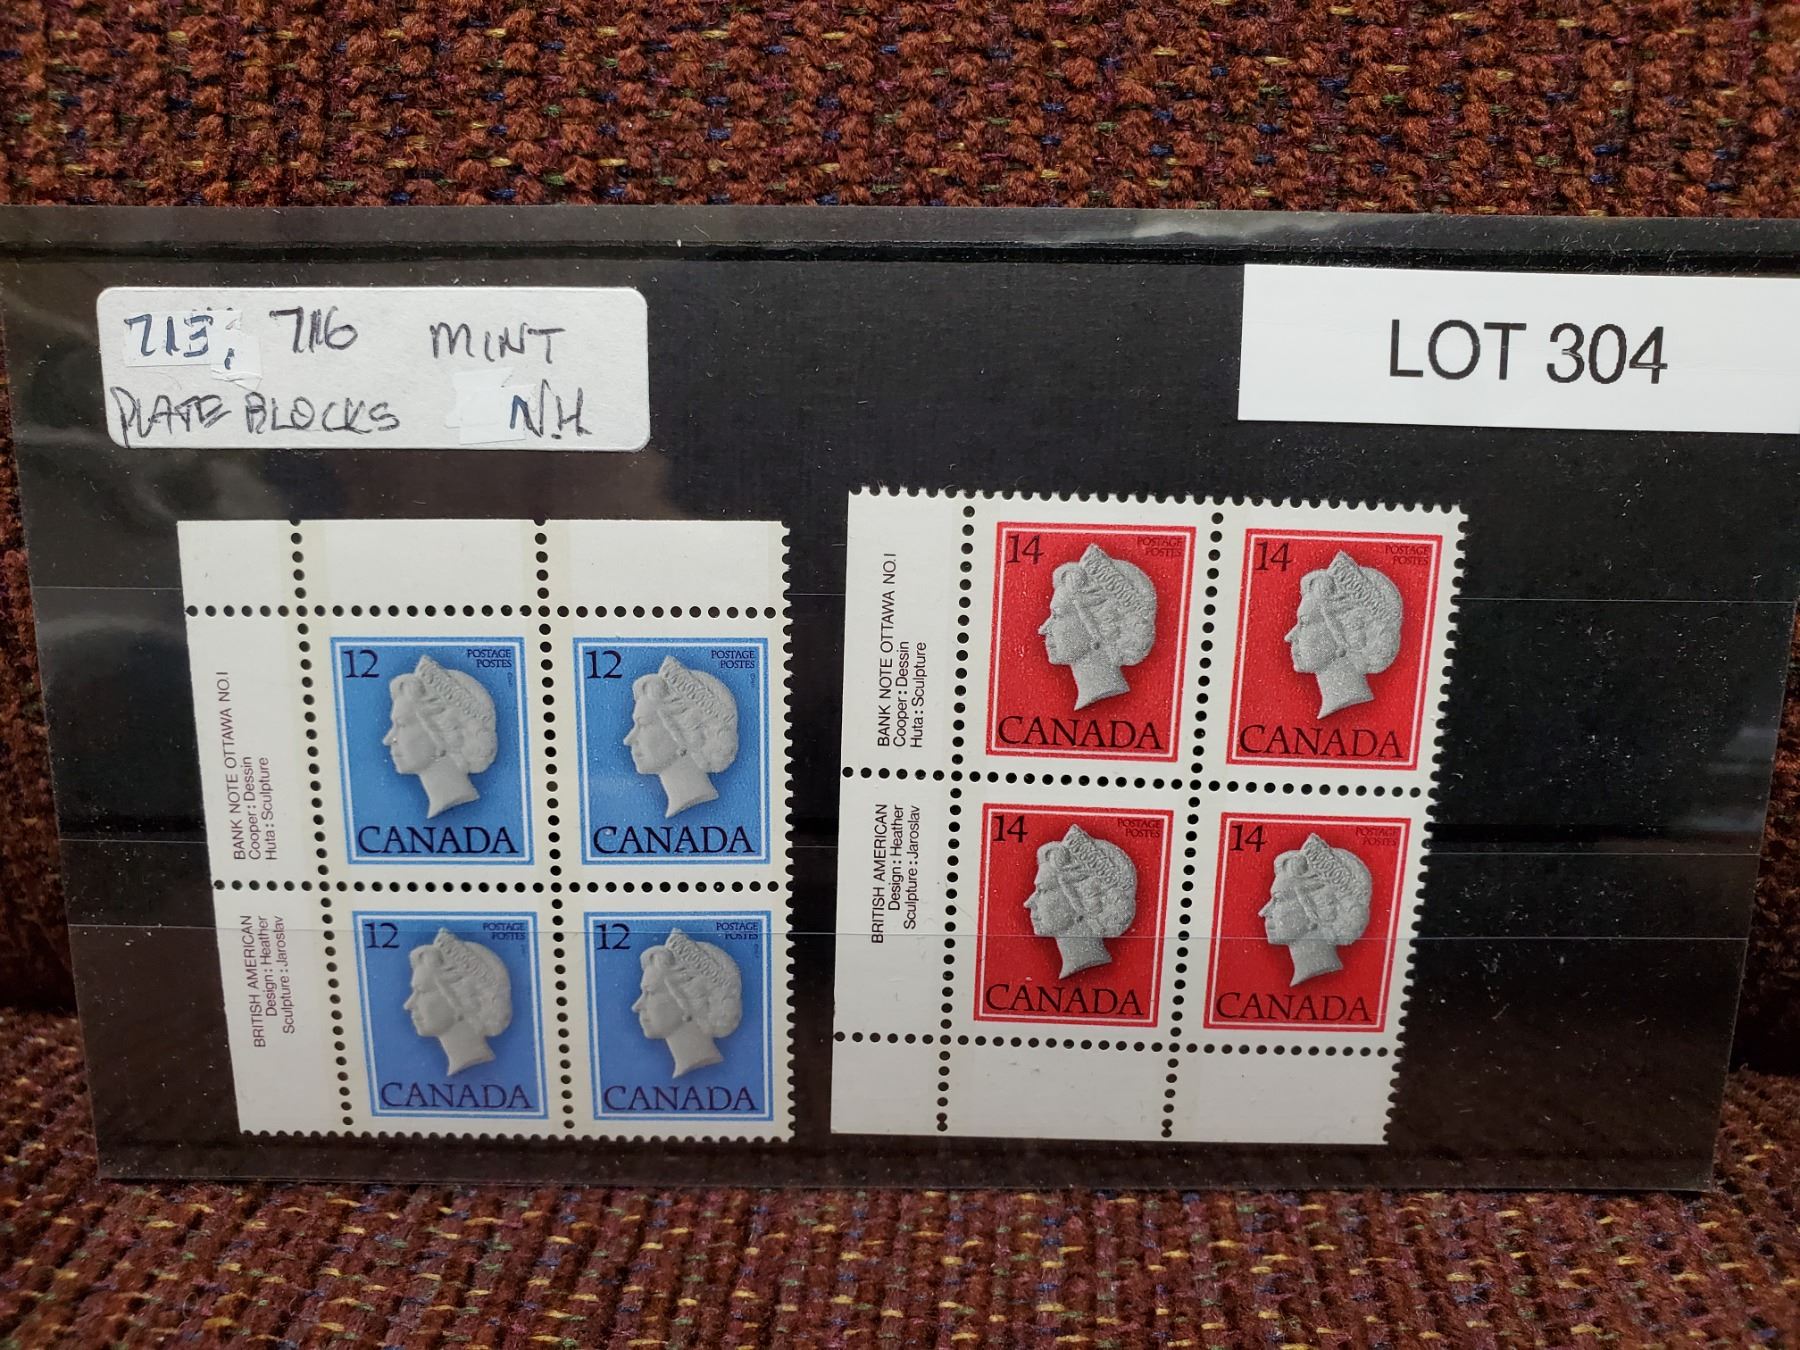 713, 716 MINT
PLATE BLOCKS N.H.
LOT 304
BANK NOTE OTTAWA NO.1
Cooper: Dessin
Huta: Sculpture
BRITISH AMERICAN
Design: Heather
Sculpture: Jaroslav
12 POSTAGE
POSTES
CANADA
12 POSTAGE
POSTES
CANADA
12 POSTAGE
POSTES
CANADA
12 POSTAGE
POSTES
CANADA
BANK NOTE OTTAWA NO.1
Cooper: Dessin
Huta: Sculpture
BRITISH AMERICAN
Design: Heather
Sculpture: Jaroslav
14 POSTAGE
POSTES
CANADA
14 POSTAGE
POSTES
CANADA
14 POSTAGE
POSTES
CANADA
14 POSTAGE
POSTES
CANADA